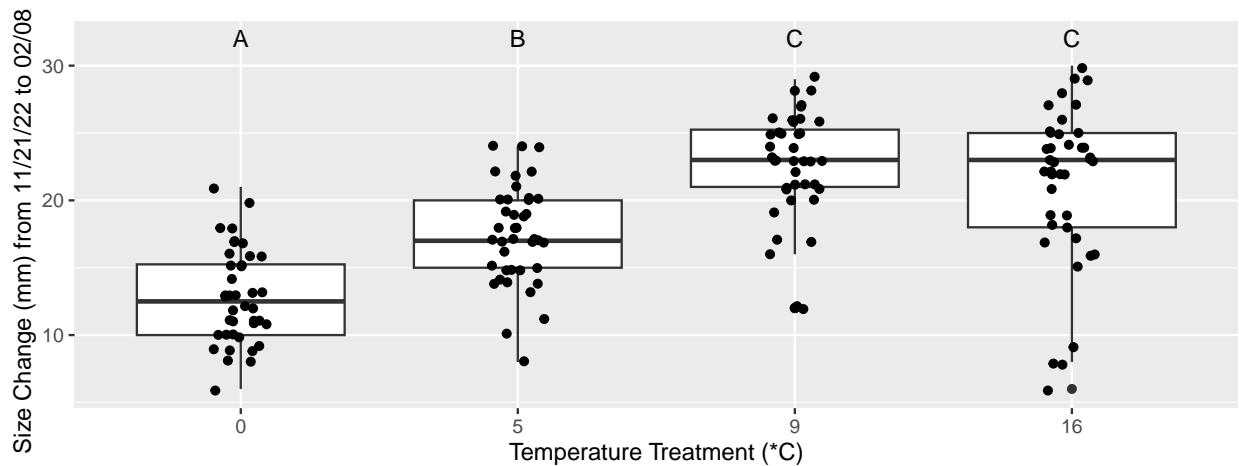 Size Change (mm) from 11/21/22 to 02/08
A
B
C
C
30
20
10
0
5
9
16
Temperature Treatment (*C)